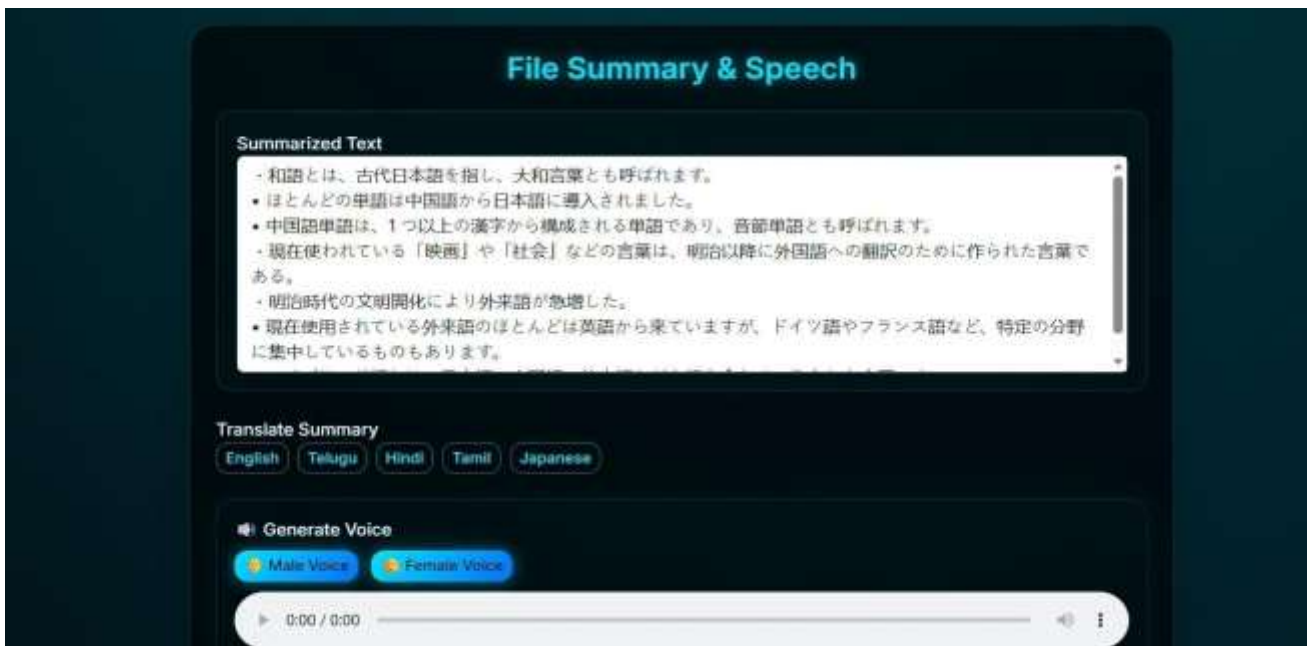 File Summary & Speech
Summarized Text
・和語とは、古代日本語を指し、大和言葉とも呼ばれます。
• ほとんどの単語は中国語から日本語に導入されました。
• 中国語単語は、1 つ以上の漢字から構成される単語であり、音節単語とも呼ばれます。
・現在使われている「映画」や「社会」などの言葉は、明治以降に外国語への翻訳のために作られた言葉で
ある。
・明治時代の文明開化により外来語が急増した。
• 現在使用されている外来語のほとんどは英語から来ていますが、ドイツ語やフランス語など、特定の分野
に集中しているものもあります。
Translate Summary
English Telugu Hindi Tamil Japanese
Generate Voice
Male Voice Female Voice
0:00 / 0:00